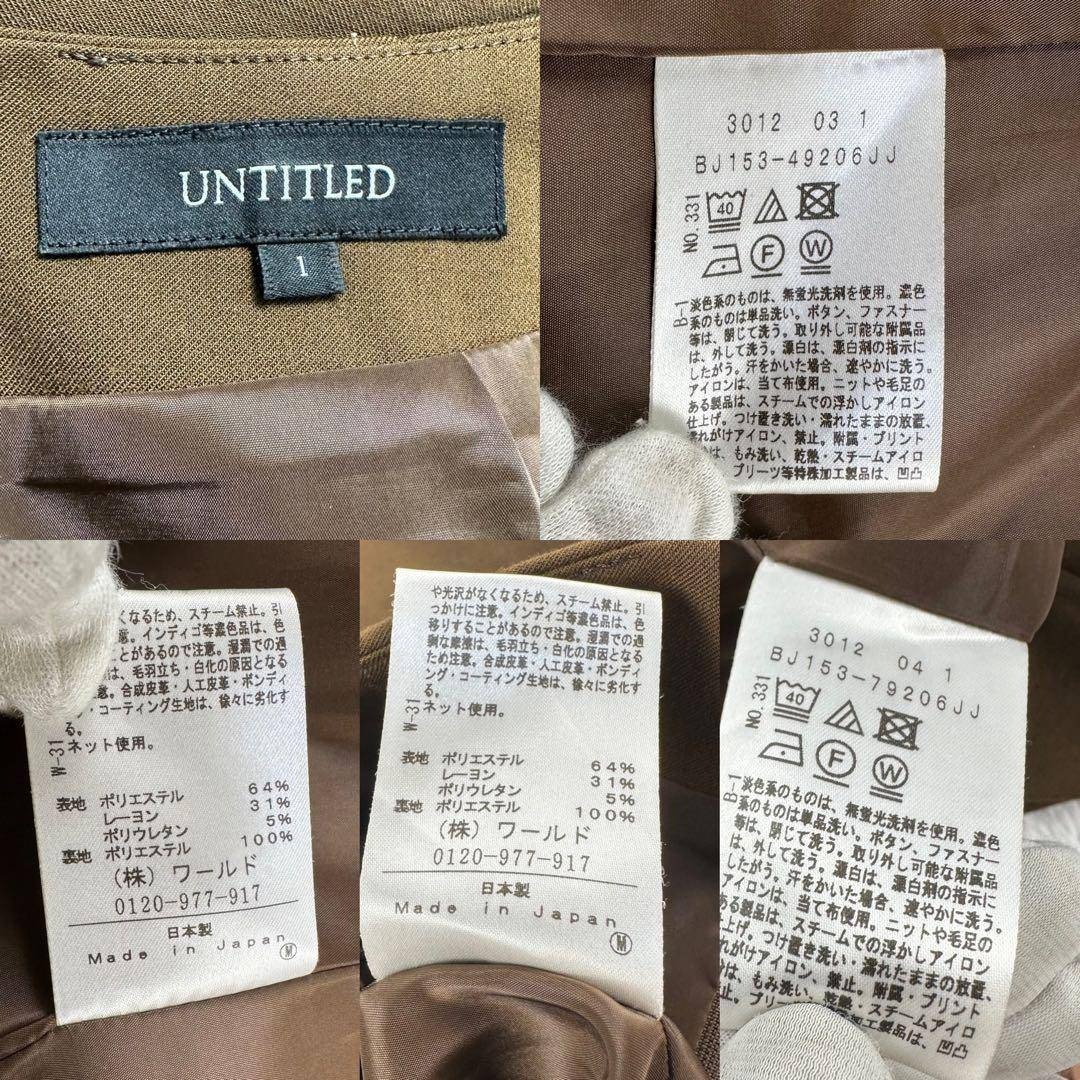 UNTITLED
1
3012 03 1
BJ153-49206JJ
NO.331
40
F W
B-1
淡色系のものは、無蛍光洗剤を使用。濃色
系のものは単品洗い。ボタン、ファスナー
等は、閉じて洗う。取り外し可能な附属品
は、外して洗う。漂白は、漂白剤の指示に
したがう。汗をかいた場合、速やかに洗う。
アイロンは、当て布使用。ニットや毛足の
ある製品は、スチームでの浮かしアイロン
仕上げ。つけ置き洗い・濡れたままの放置、
濡れがけアイロン、禁止。附属・プリント
は、もみ洗い、乾熱・スチームアイロ
プリーツ等特殊加工製品は、凹凸
くなるため、スチーム禁止。引
に注意。インディゴ等濃色品は、色
とがあるので注意。湿潤での過
は、毛羽立ち・白化の原因となる
意。合成皮革・人工皮革・ボンディ
グ・コーティング生地は、徐々に劣化す
る。
W-31
ネット使用。
表地 ポリエステル 64%
レーヨン 31%
ポリウレタン 5%
裏地 ポリエステル 100%
(株) ワールド
0120-977-917
日本製
Made in Japan
M
や光沢がなくなるため、スチーム禁止。引
っかけに注意。インディゴ等濃色品は、色
移りすることがあるので注意。湿潤での過
剰な摩擦は、毛羽立ち・白化の原因となる
ため注意。合成皮革・人工皮革・ボンディ
ング・コーティング生地は、徐々に劣化す
る。
W-31
ネット使用。
表地 ポリエステル 64%
レーヨン 31%
ポリウレタン 5%
裏地 ポリエステル 100%
(株) ワールド
0120-977-917
日本製
Made in Japan
M
3012 04 1
BJ153-79206JJ
NO.331
40
F W
淡色系のものは、無蛍光洗剤を使用。濃色
系のものは単品洗い。ボタン、ファスナー
等は、閉じて洗う。取り外し可能な附属品
は、外して洗う。漂白は、漂白剤の指示に
したがう。汗をかいた場合、速やかに洗う。
アイロンは、当て布使用。ニットや毛足の
ある製品は、スチームでの浮かしアイロン
上げ。つけ置き洗い・濡れたままの放置、
れがけアイロン、禁止。附属・プリント
は、もみ洗い、乾熱・スチームアイロ
止。プリーツ等特殊加工製品は、凹凸